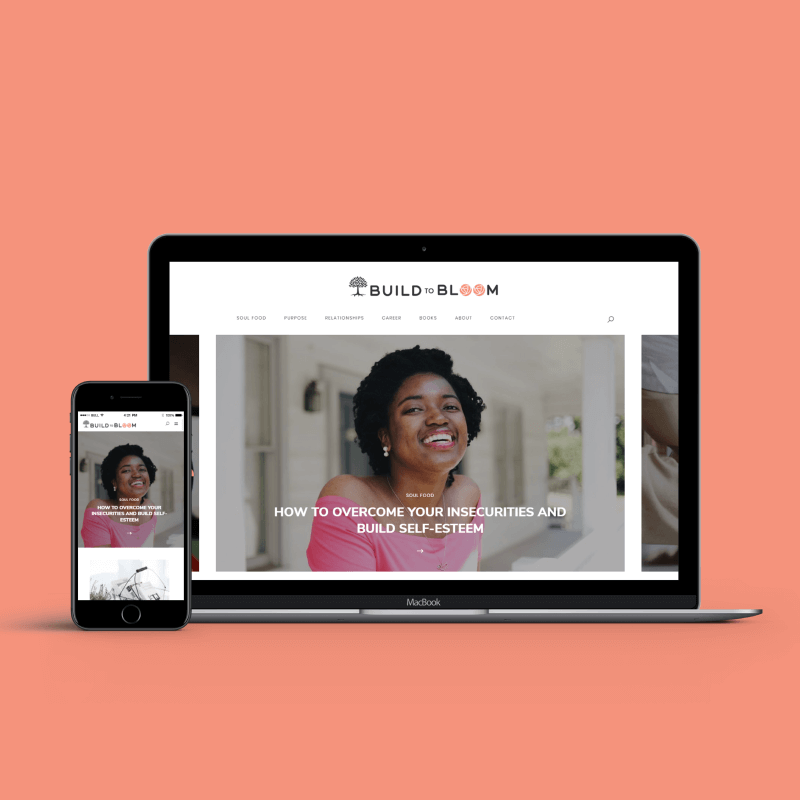 BUILD TO BLOOM
SOUL FOOD PURPOSE RELATIONSHIPS CAREER BOOKS ABOUT CONTACT
SOUL FOOD
HOW TO OVERCOME YOUR INSECURITIES AND
BUILD SELF-ESTEEM
MacBook
BELL 4:21 PM 100%
BUILD TO BLOOM
SOUL FOOD
HOW TO OVERCOME YOUR
INSECURITIES AND BUILD SELF-
ESTEEM